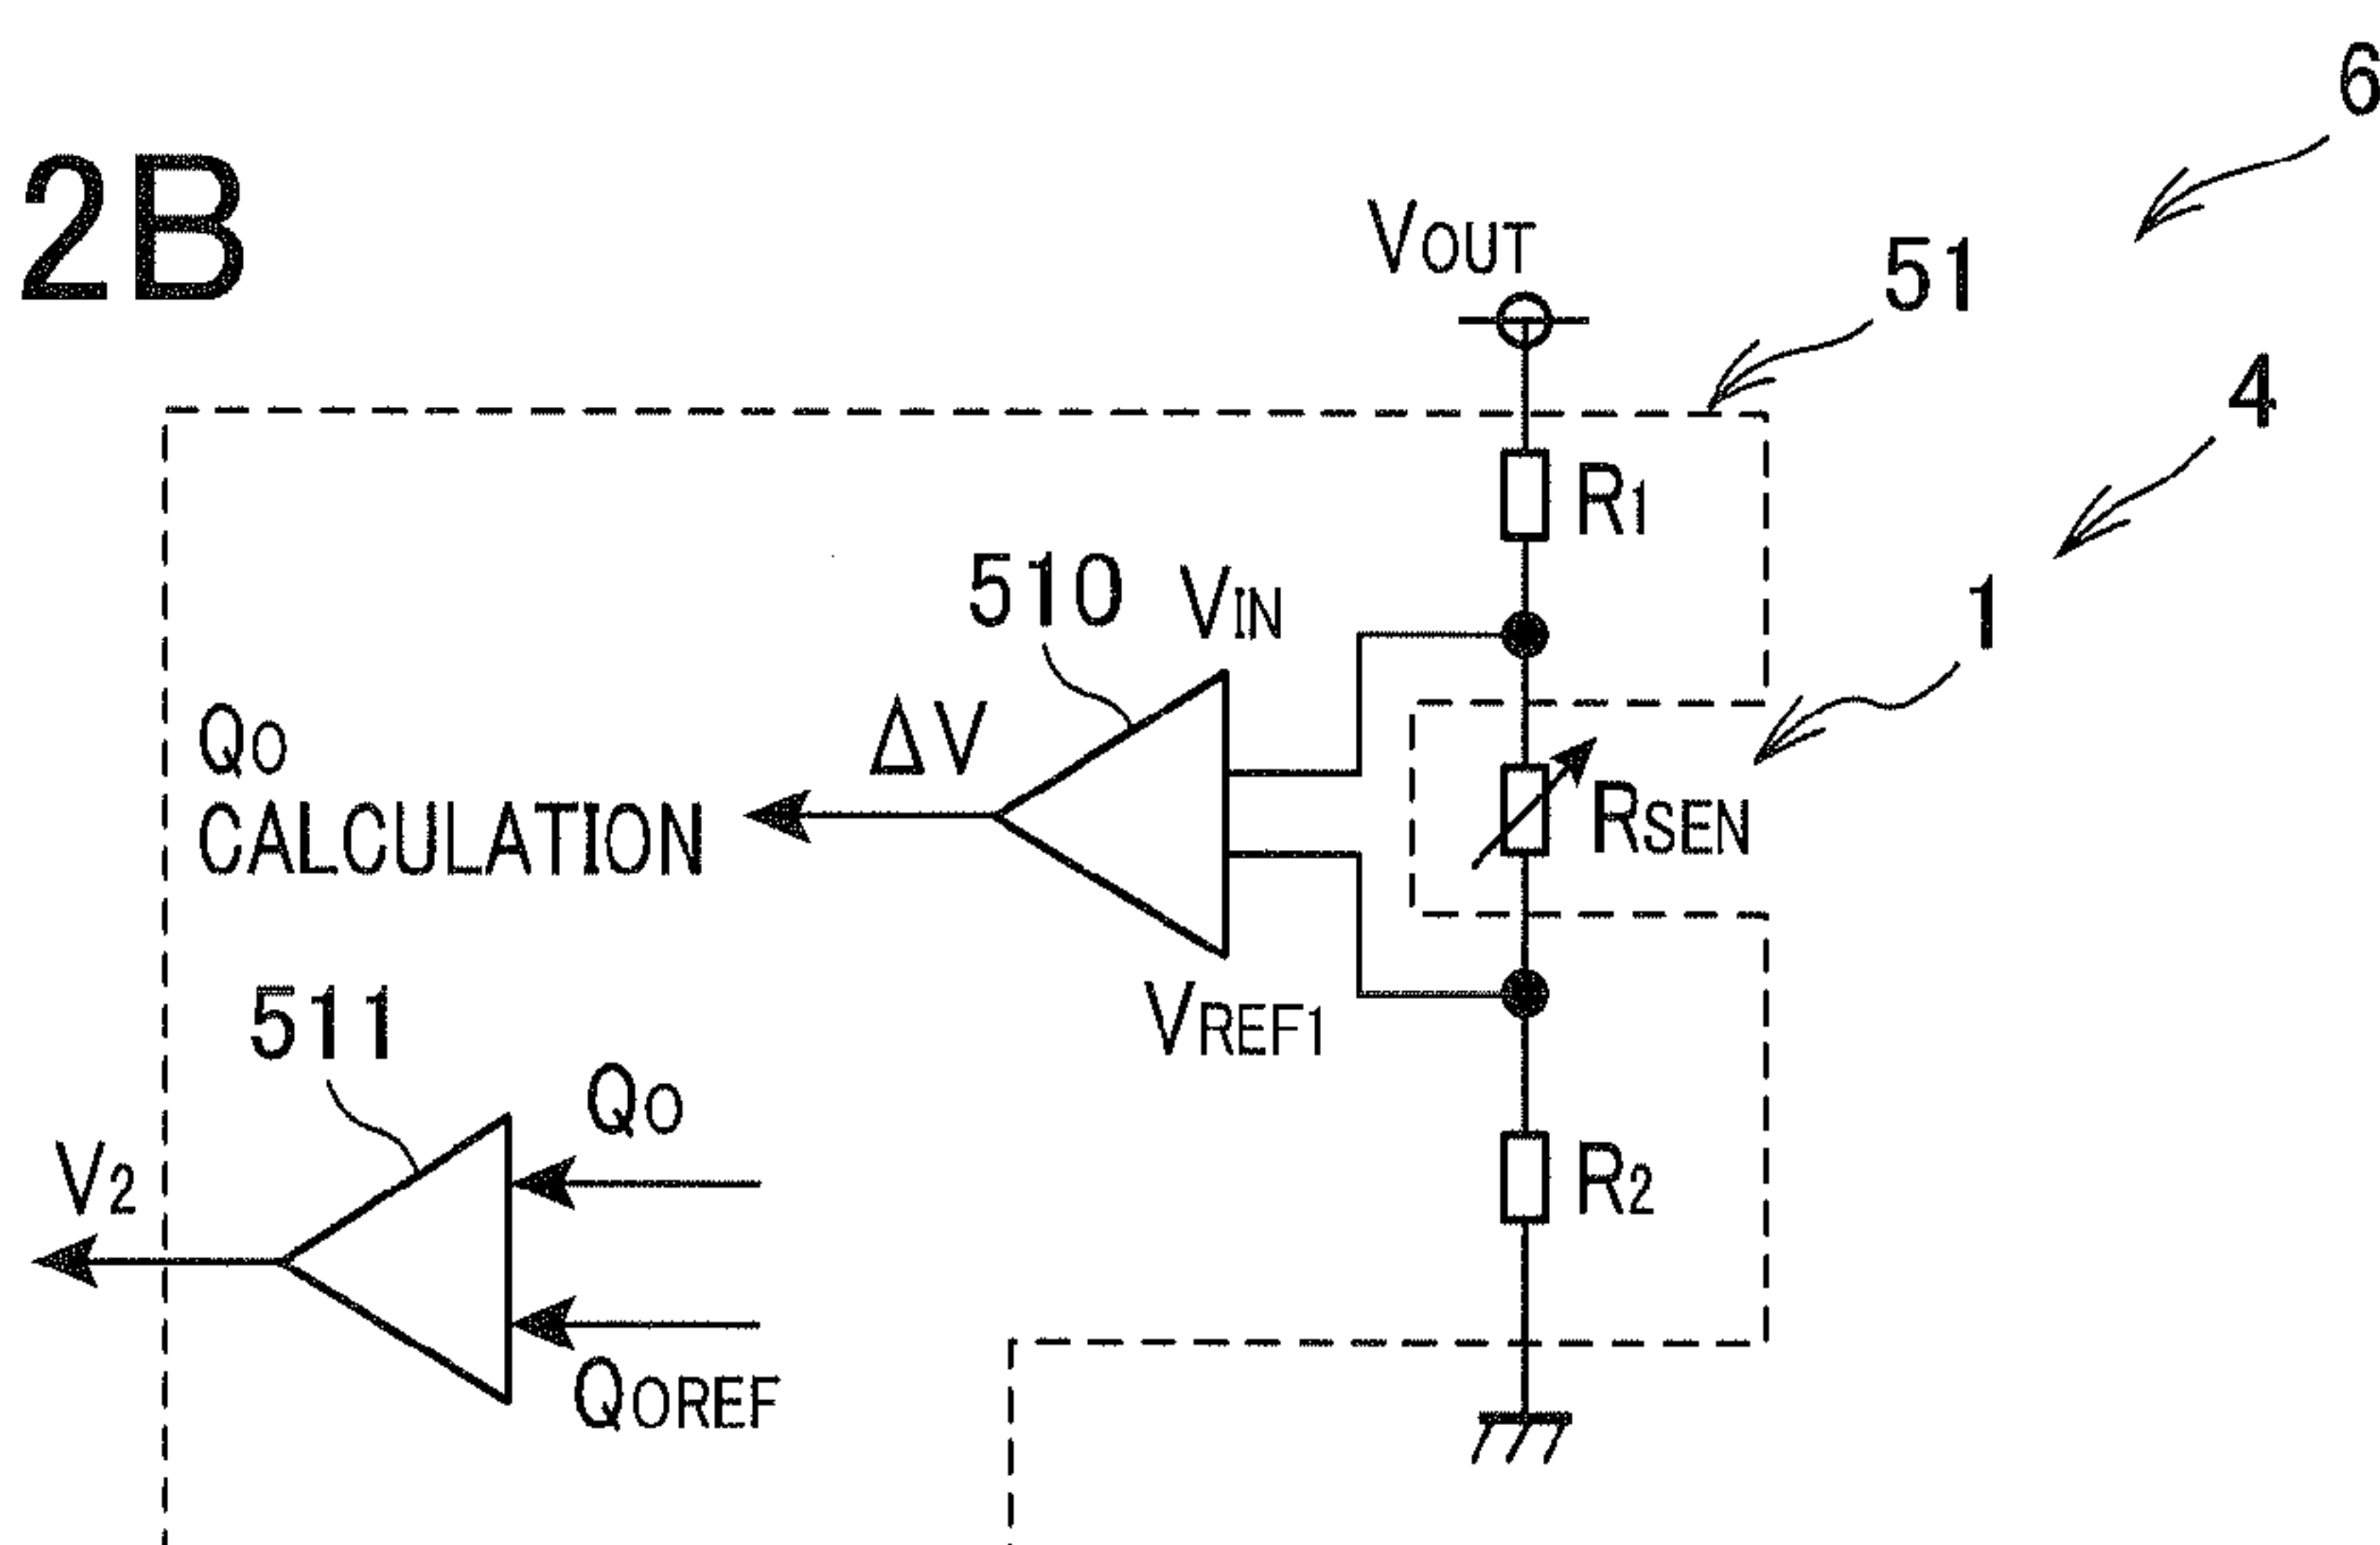 2B
6
VOUT
51
4
R1
510
VIN
1
ΔV
QO
CALCULATION
RSEN
VREF1
511
QO
V2
R2
QOREF